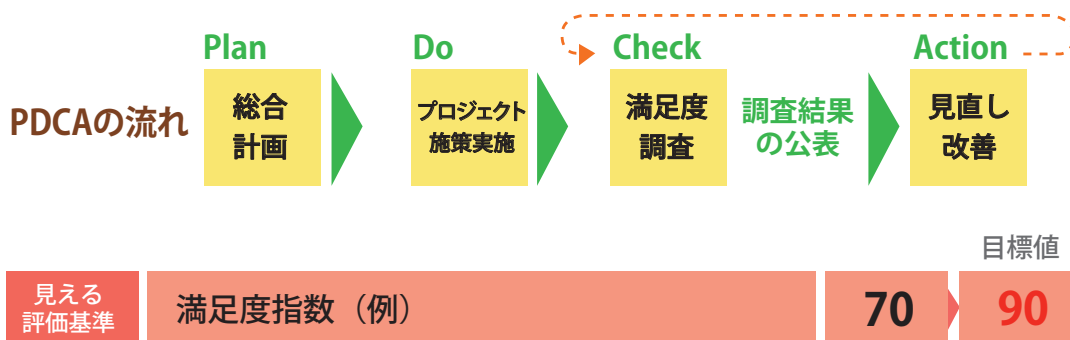 PDCAの流れ
Plan
総合
計画
Do
プロジェクト
施策実施
Check
満足度
調査
調査結果
の公表
Action
見直し
改善
目標値
見える
評価基準
満足度指数（例）
70
90